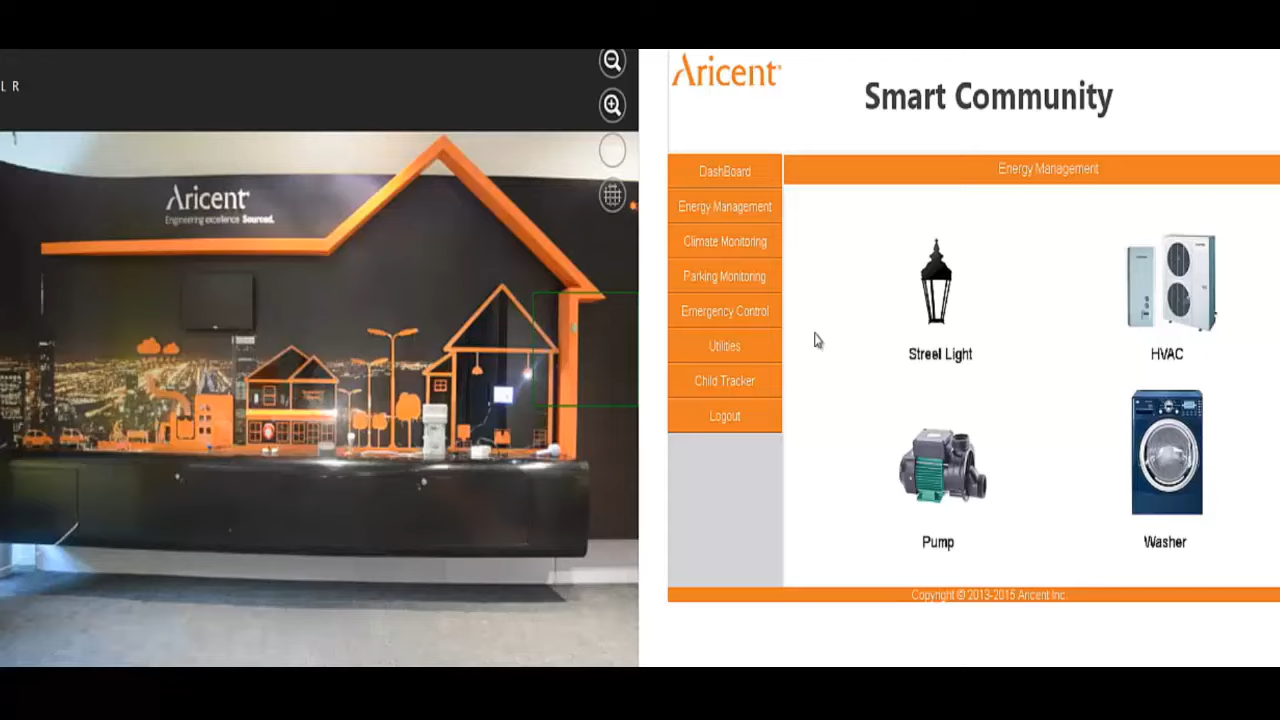 L R
Aricent
Engineering excellence Sourced.
Aricent
Smart Community
DashBoard
Energy Management
Climate Monitoring
Parking Monitoring
Emergency Control
Utilities
Child Tracker
Logout
Energy Management
Streel Light
HVAC
Pump
Washer
Copyright © 2013-2015 Aricent Inc.